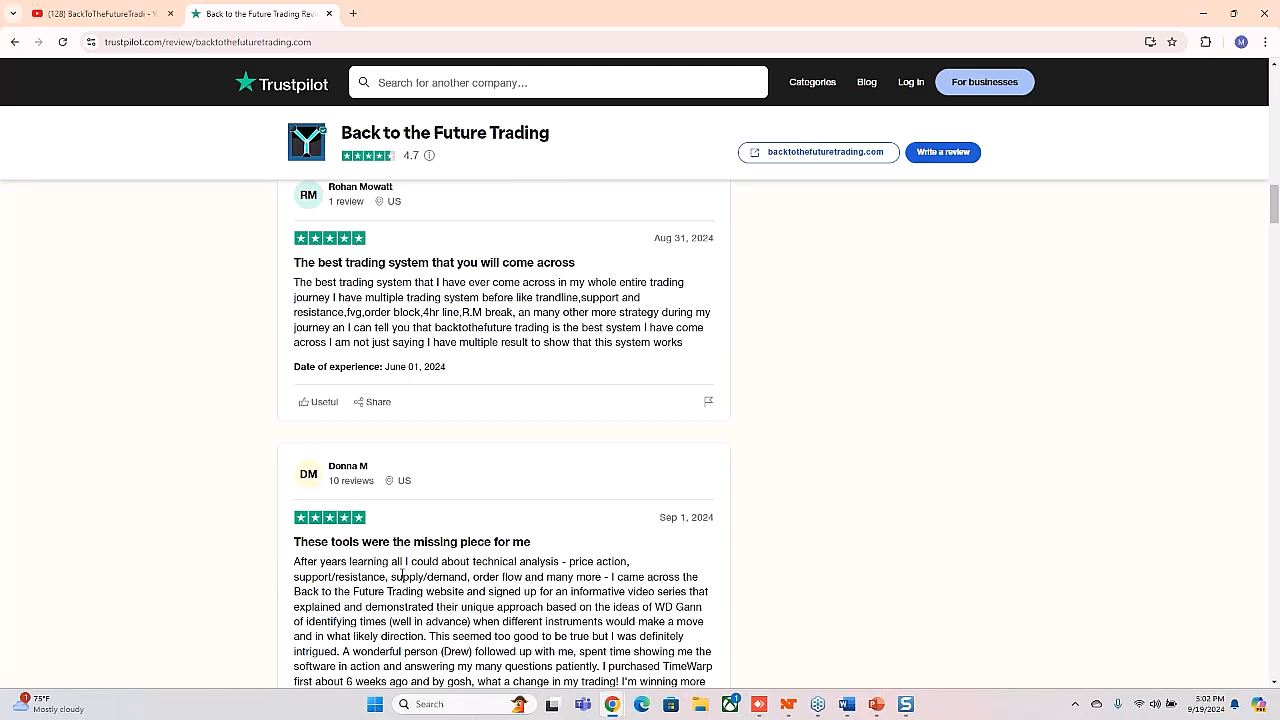 (128) BackToTheFutureTradi - Yo
Back to the Future Trading Rev
trustpilot.com/review/backtothefuturetrading.com
M
Trustpilot
Search for another company...
Categories
Blog
Log in
For businesses
Back to the Future Trading
4.7
backtothefuturetrading.com
Write a review
RM
Rohan Mowatt
1 review
US
Aug 31, 2024
The best trading system that you will come across
The best trading system that I have ever come across in my whole entire trading
journey I have multiple trading system before like trandline,support and
resistance,fvg,order block,4hr line,R.M break, an many other more strategy during my
journey an I can tell you that backtothefuture trading is the best system I have come
across I am not just saying I have multiple result to show that this system works
Date of experience: June 01, 2024
Useful
Share
DM
Donna M
10 reviews
US
Sep 1, 2024
These tools were the missing piece for me
After years learning all I could about technical analysis - price action,
support/resistance, supply/demand, order flow and many more - I came across the
Back to the Future Trading website and signed up for an informative video series that
explained and demonstrated their unique approach based on the ideas of WD Gann
of identifying times (well in advance) when different instruments would make a move
and in what likely direction. This seemed too good to be true but I was definitely
intrigued. A wonderful person (Drew) followed up with me, spent time showing me the
software in action and answering my many questions patiently. I purchased TimeWarp
first about 6 weeks ago and by gosh, what a change in my trading! I'm winning more
1
75°F
Mostly cloudy
Search
1
5:02 PM
9/19/2024